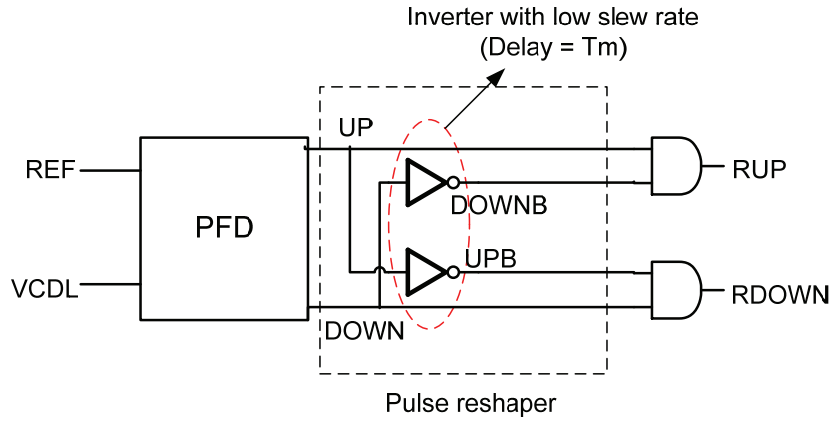 Inverter with low slew rate
(Delay = Tm)
UP
REF
RUP
DOWNB
PFD
UPB
VCDL
RDOWN
DOWN
Pulse reshaper